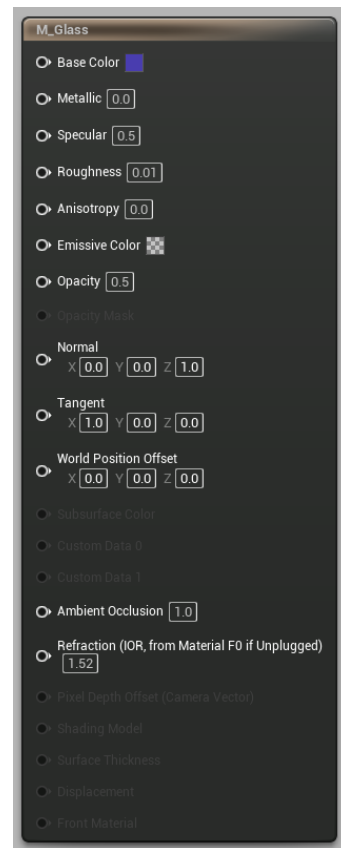 M_Glass
Base Color
Metallic 0.0
Specular 0.5
Roughness 0.01
Anisotropy 0.0
Emissive Color
Opacity 0.5
Opacity Mask
Normal
X 0.0 Y 0.0 Z 1.0
Tangent
X 1.0 Y 0.0 Z 0.0
World Position Offset
X 0.0 Y 0.0 Z 0.0
Subsurface Color
Custom Data 0
Custom Data 1
Ambient Occlusion 1.0
Refraction (IOR, from Material F0 if Unplugged)
1.52
Pixel Depth Offset (Camera Vector)
Shading Model
Surface Thickness
Displacement
Front Material